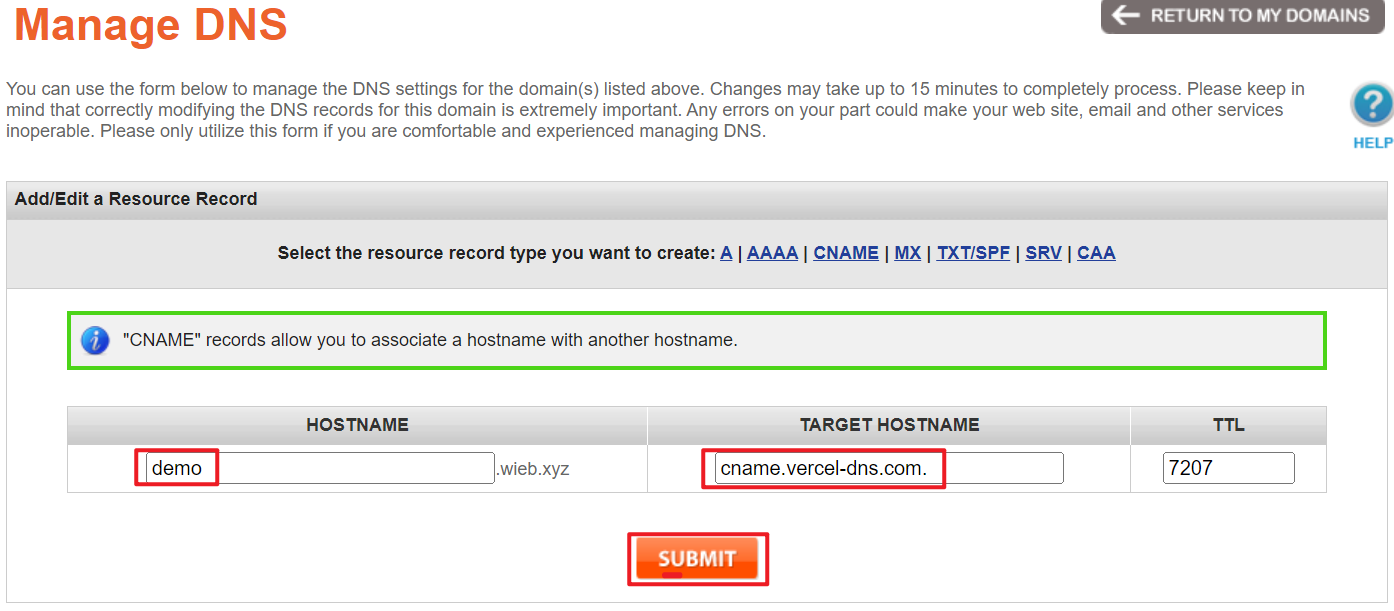 Manage DNS
RETURN TO MY DOMAINS
You can use the form below to manage the DNS settings for the domain(s) listed above. Changes may take up to 15 minutes to completely process. Please keep in
mind that correctly modifying the DNS records for this domain is extremely important. Any errors on your part could make your web site, email and other services
inoperable. Please only utilize this form if you are comfortable and experienced managing DNS.
?
HELP
Add/Edit a Resource Record
Select the resource record type you want to create: A | AAAA | CNAME | MX | TXT/SPF | SRV | CAA
i "CNAME" records allow you to associate a hostname with another hostname.
HOSTNAME TARGET HOSTNAME TTL
demo .wieb.xyz cname.vercel-dns.com. 7207
SUBMIT